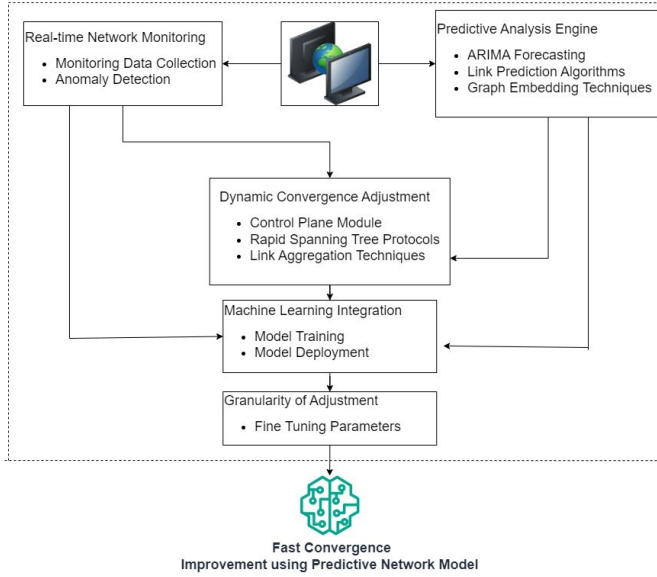 Real-time Network Monitoring
• Monitoring Data Collection
• Anomaly Detection
Predictive Analysis Engine
• ARIMA Forecasting
• Link Prediction Algorithms
• Graph Embedding Techniques
Dynamic Convergence Adjustment
• Control Plane Module
• Rapid Spanning Tree Protocols
• Link Aggregation Techniques
Machine Learning Integration
• Model Training
• Model Deployment
Granularity of Adjustment
• Fine Tuning Parameters
Fast Convergence
Improvement using Predictive Network Model